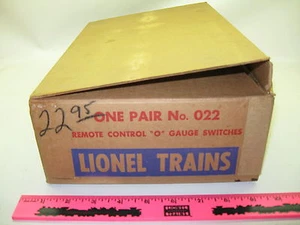 22 95
ONE PAIR No. 022
REMOTE CONTROL "O" GAUGE SWITCHES
LIONEL TRAINS